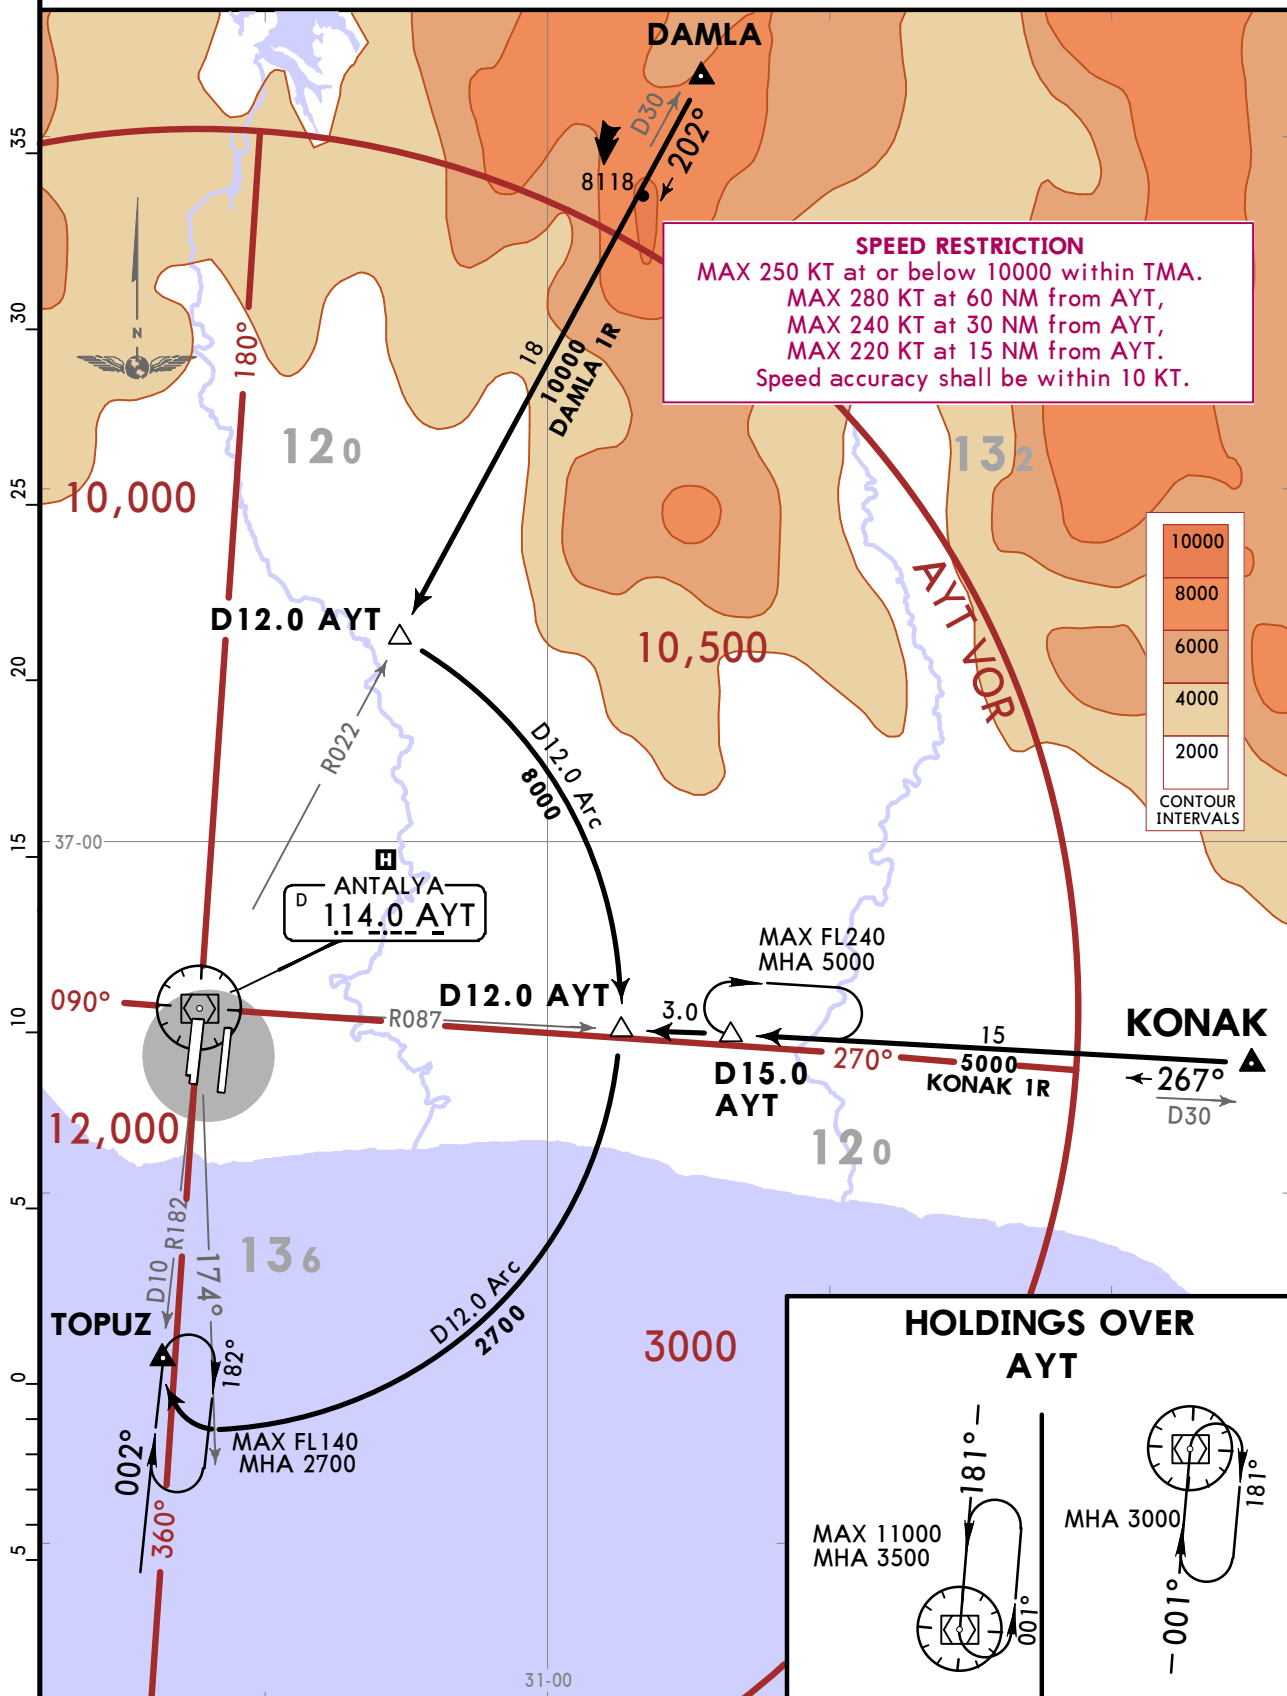 DAMLA
D30
202°
8118
35
30
25
20
15
10
5
0
5
SPEED RESTRICTION
MAX 250 KT at or below 10000 within TMA.
MAX 280 KT at 60 NM from AYT,
MAX 240 KT at 30 NM from AYT,
MAX 220 KT at 15 NM from AYT.
Speed accuracy shall be within 10 KT.
N
180°
18
10000
DAMLA 1R
120
132
10,000
10000
8000
6000
4000
2000
CONTOUR
INTERVALS
AYT VOR
D12.0 AYT
10,500
R022
D12.0 Arc
8000
37-00
H
ANTALYA
D 114.0 AYT
MAX FL240
MHA 5000
090°
R087
D12.0 AYT
3.0
15
KONAK
270°
5000
KONAK 1R
267°
D30
D15.0
AYT
12,000
120
R182
D10
174°
136
TOPUZ
182°
D12.0 Arc
2700
3000
MAX FL140
MHA 2700
002°
360°
31-00
HOLDINGS OVER
AYT
181°
MAX 11000
MHA 3500
001°
MHA 3000
181°
001°